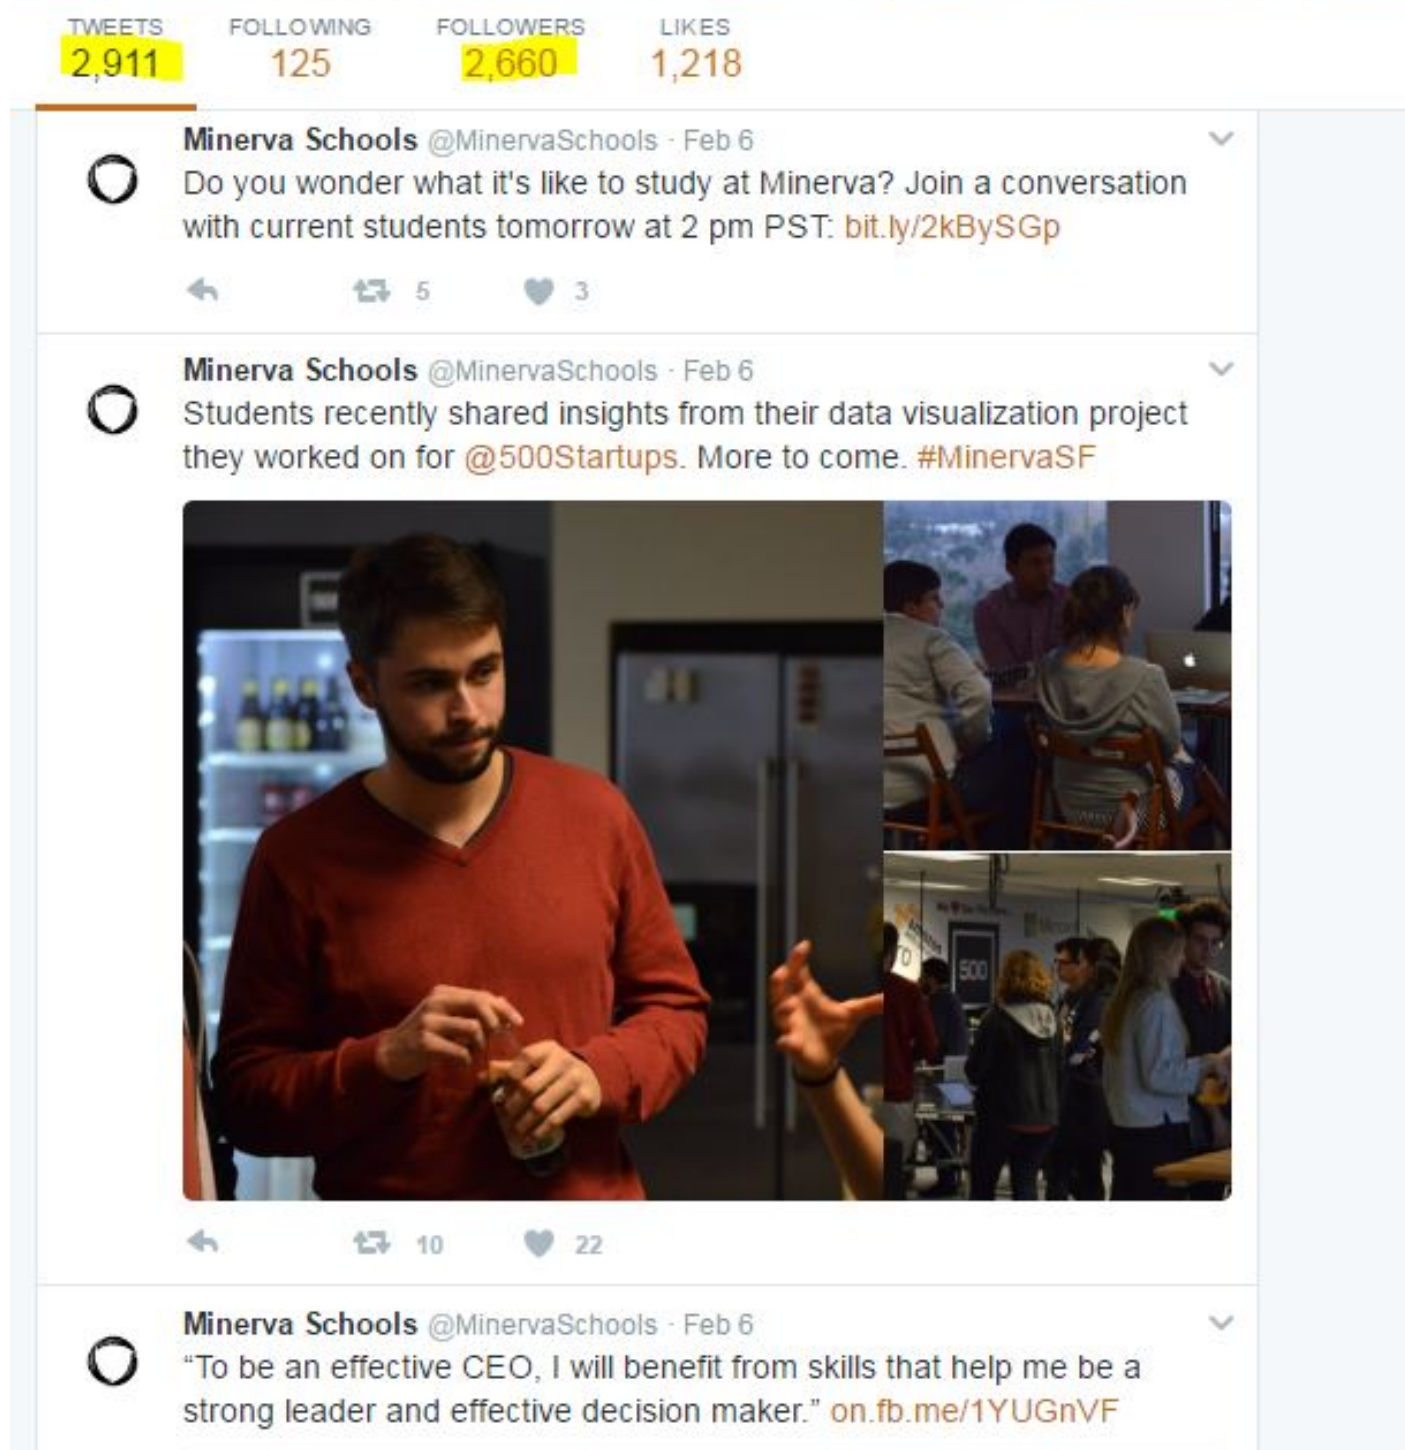 TWEETS FOLLOWING FOLLOWERS LIKES
2,911 125 2,660 1,218
Minerva Schools @MinervaSchools · Feb 6
Do you wonder what it's like to study at Minerva? Join a conversation
with current students tomorrow at 2 pm PST: bit.ly/2kBySGp
5 3
Minerva Schools @MinervaSchools · Feb 6
Students recently shared insights from their data visualization project
they worked on for @500Startups. More to come. #MinervaSF
500
10 22
Minerva Schools @MinervaSchools · Feb 6
“To be an effective CEO, I will benefit from skills that help me be a
strong leader and effective decision maker.” on.fb.me/1YUGnVF